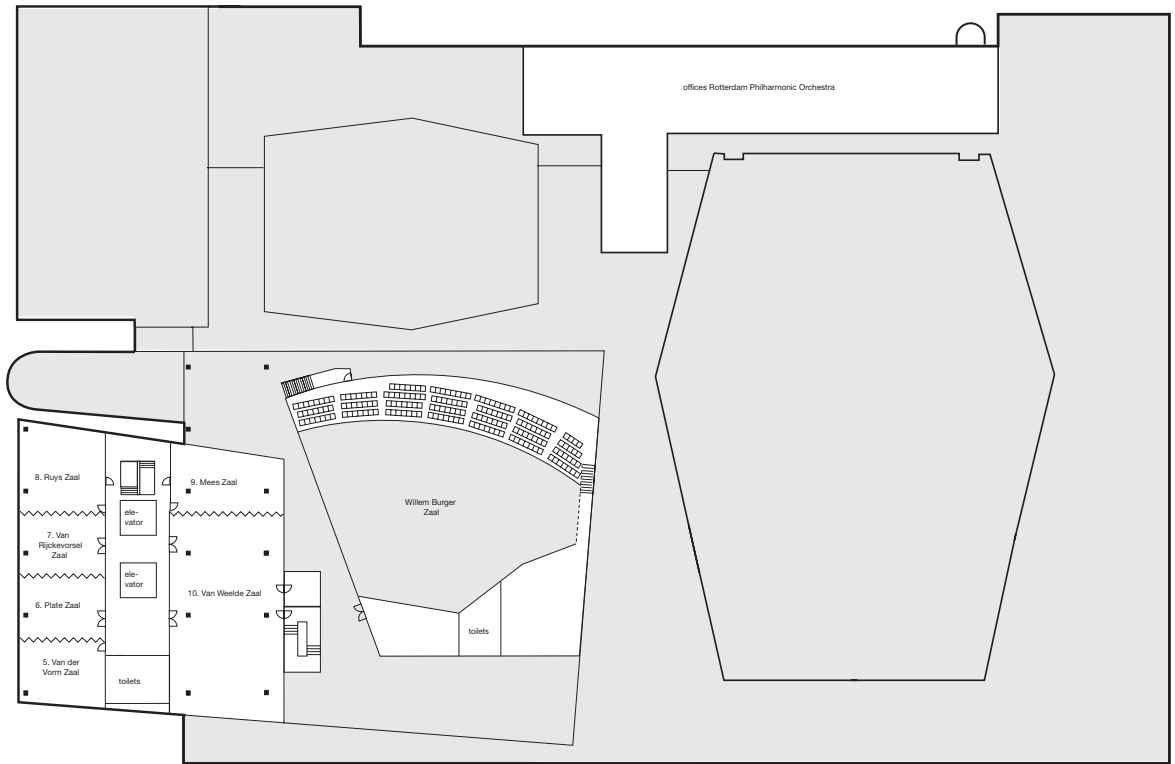 offices Rotterdam Philharmonic Orchestra
8. Ruys Zaal
9. Mees Zaal
ele-
vator
Willem Burger
Zaal
7. Van
Rijckevorsel
Zaal
ele-
vator
10. Van Weelde Zaal
6. Plate Zaal
toilets
5. Van der
Vorm Zaal
toilets